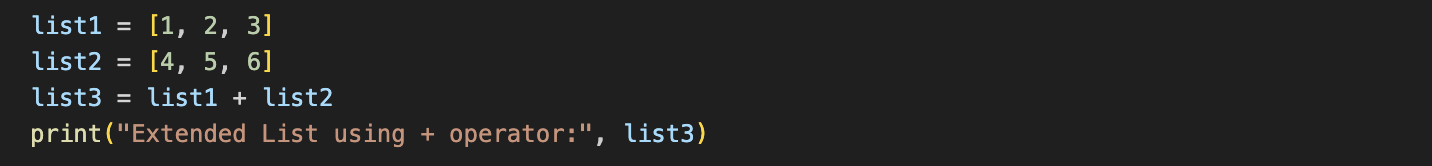 list1 = [1, 2, 3]
list2 = [4, 5, 6]
list3 = list1 + list2
print("Extended List using + operator:", list3)